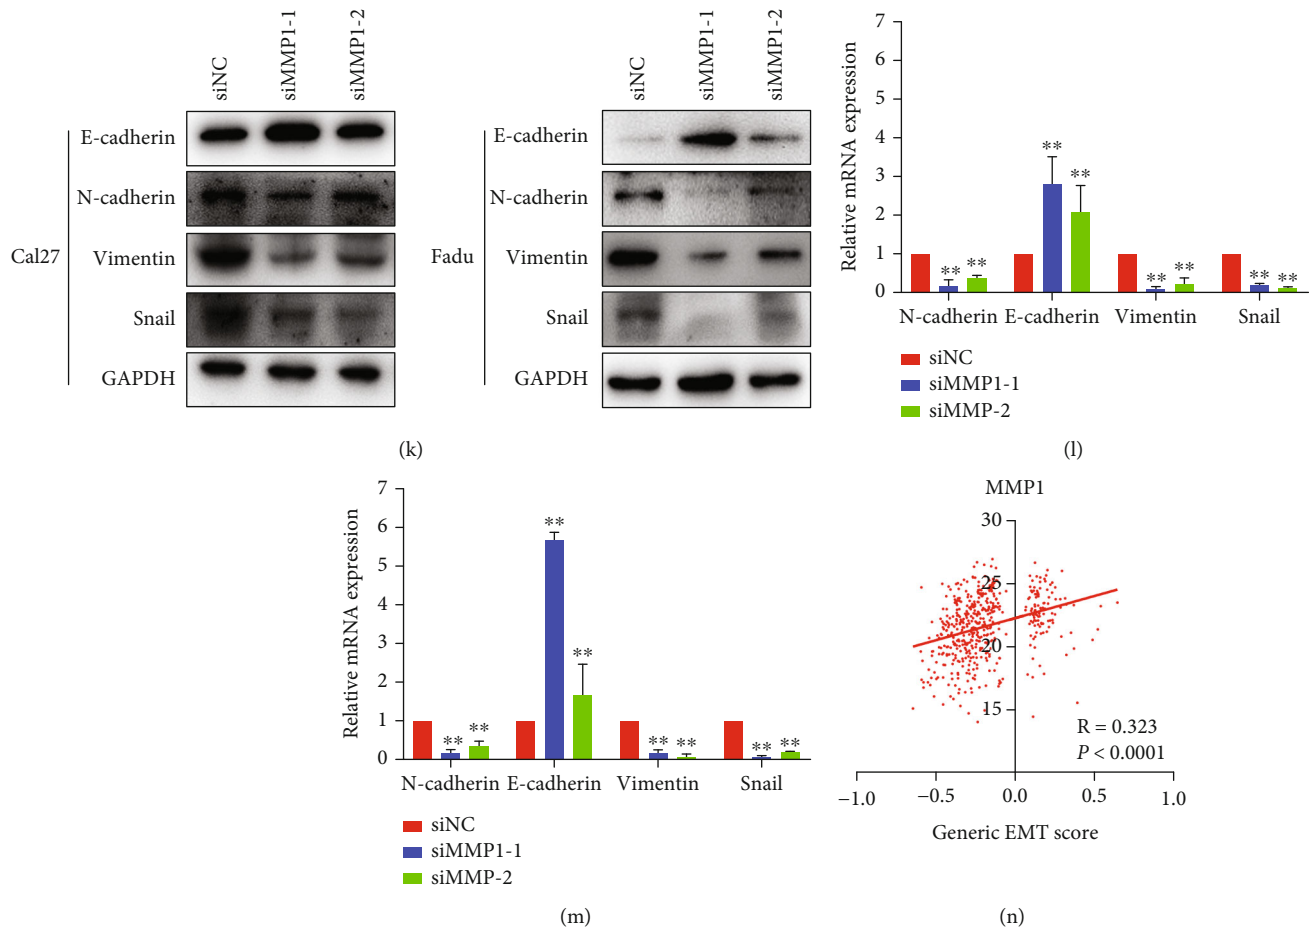 siNC
siMMP1-1
siMMP1-2
Cal27
E-cadherin
N-cadherin
Vimentin
Snail
GAPDH
siNC
siMMP1-1
siMMP1-2
Fadu
E-cadherin
N-cadherin
Vimentin
Snail
GAPDH
(k)
Relative mRNA expression
7
6
5
4
3
2
1
0
** ** ** ** ** ** ** **
N-cadherin E-cadherin Vimentin Snail
siNC
siMMP1-1
siMMP-2
(l)
Relative mRNA expression
7
6
5
4
3
2
1
0
** ** ** ** ** ** ** **
N-cadherin E-cadherin Vimentin Snail
siNC
siMMP1-1
siMMP-2
(m)
MMP1
30
25
20
15
R = 0.323
P < 0.0001
−1.0 −0.5 0.0 0.5 1.0
Generic EMT score
(n)